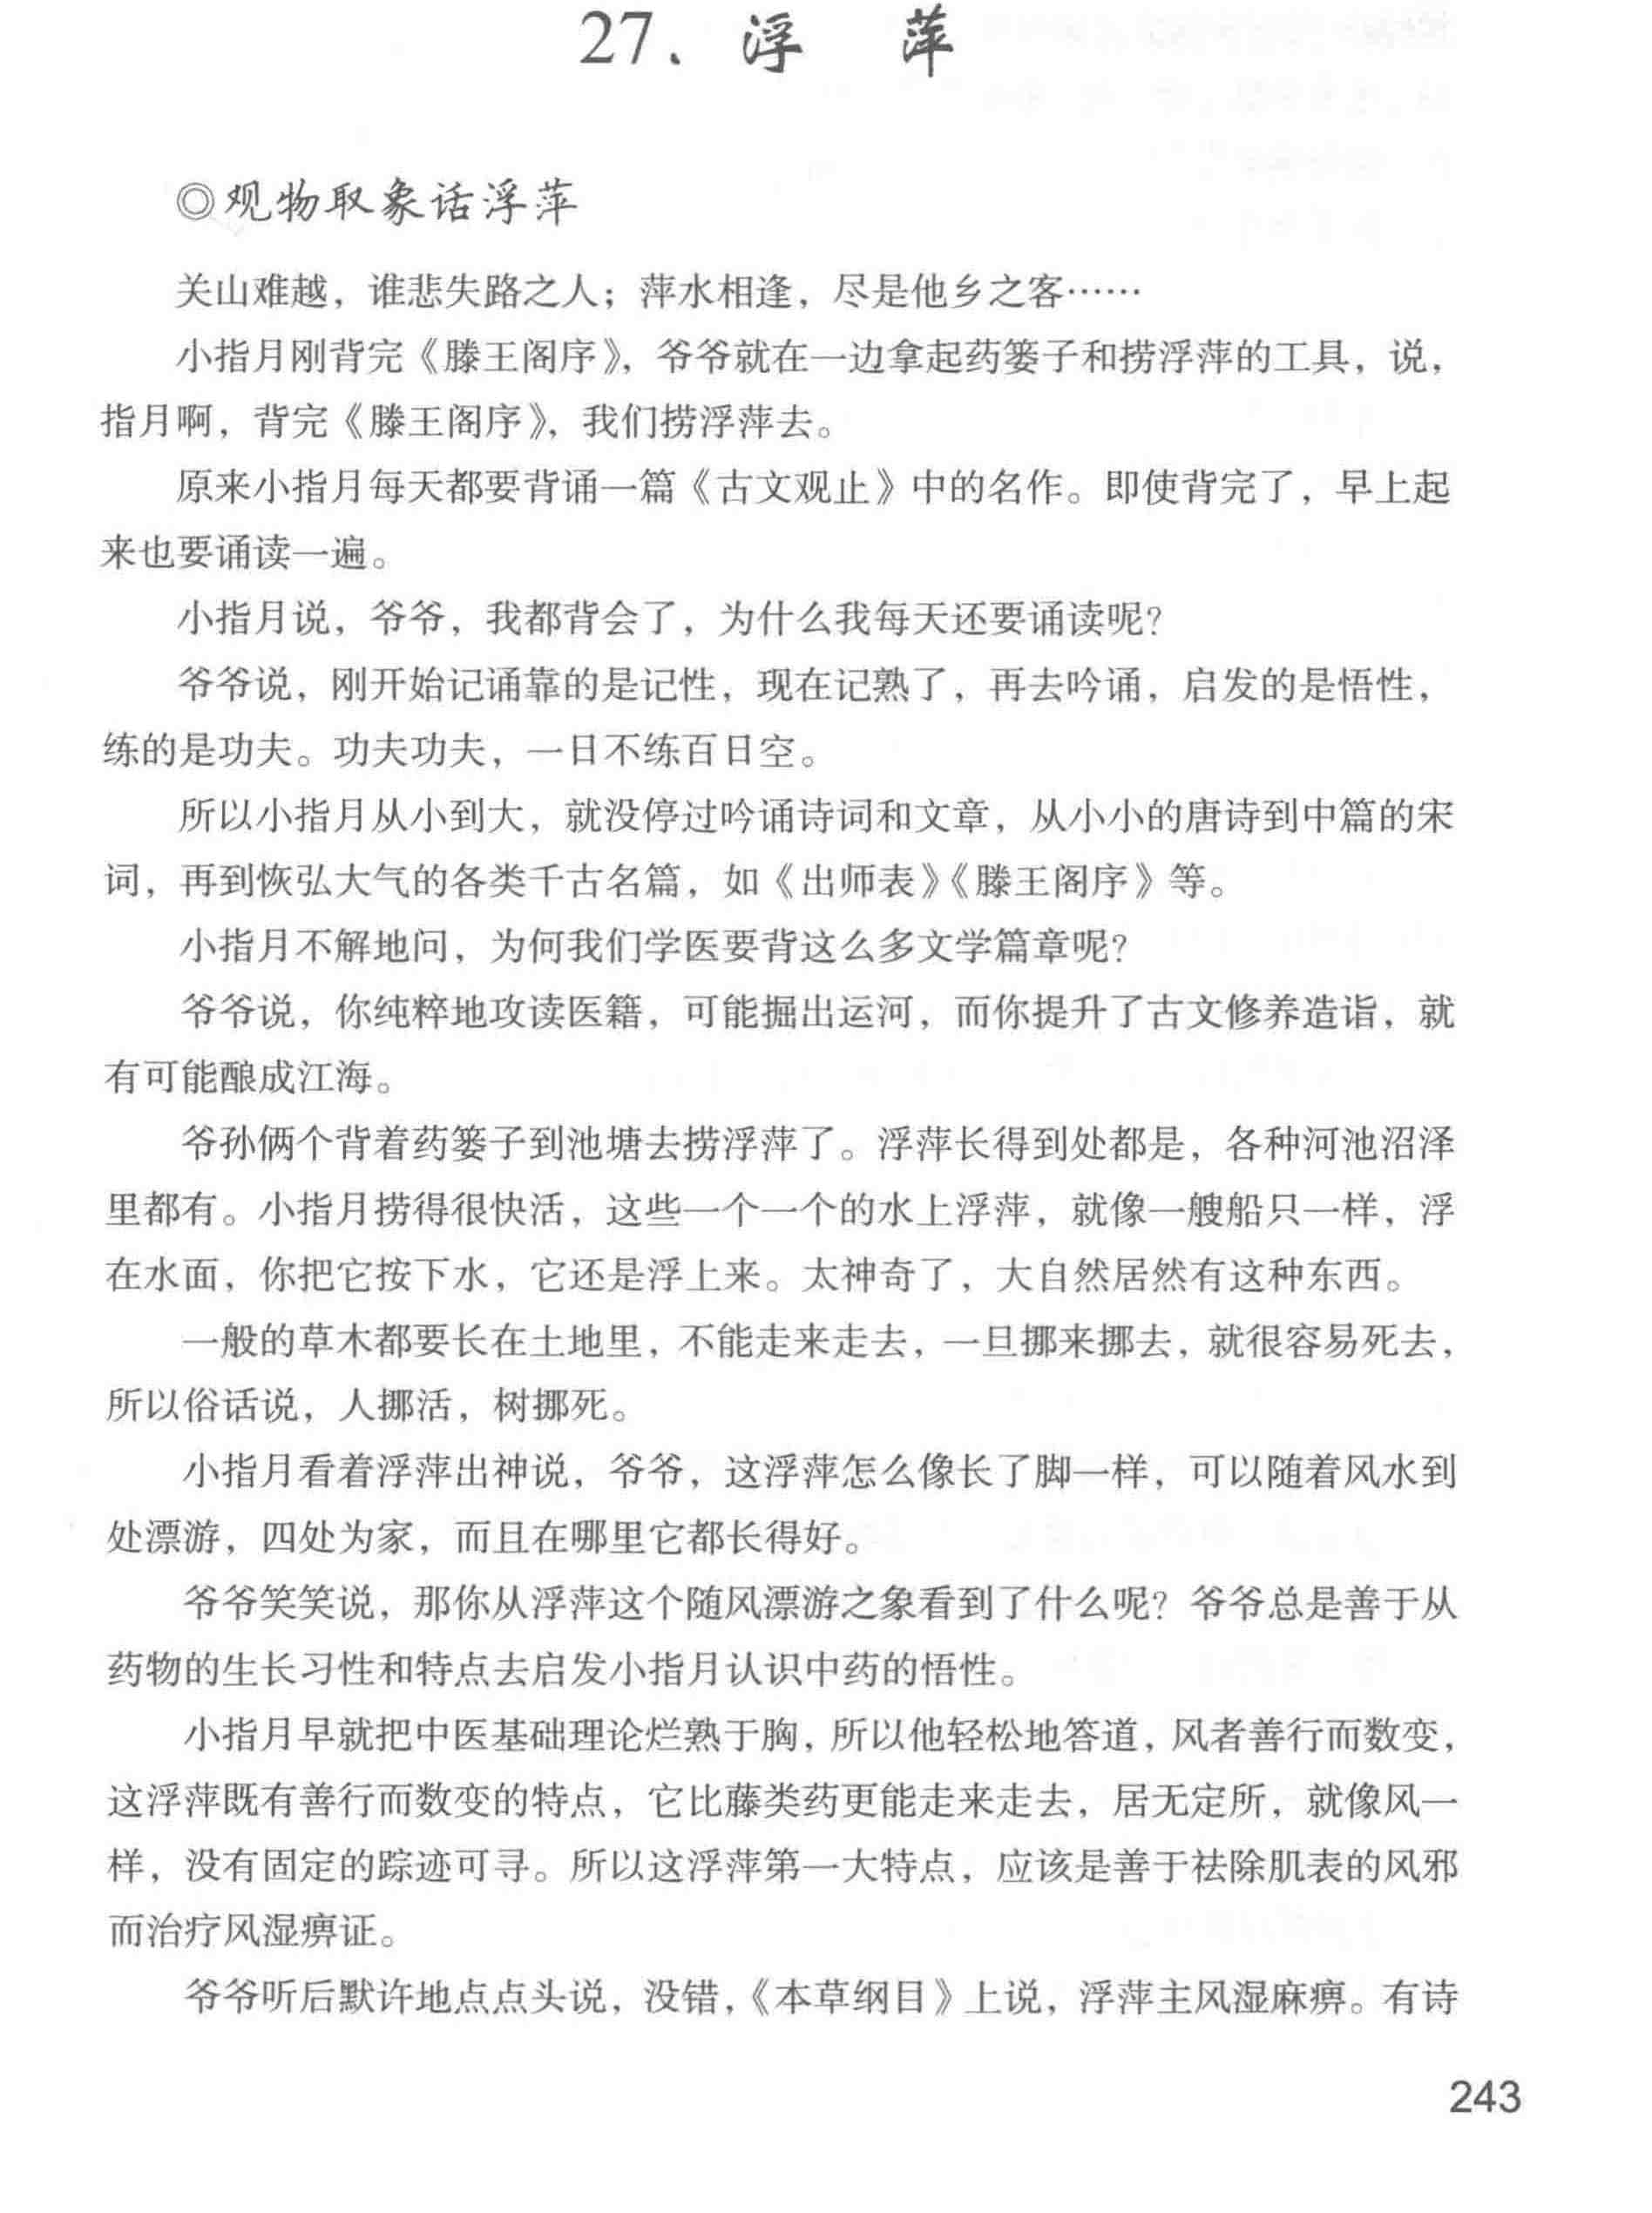 27. 浮 萍
◎观物取象话浮萍
关山难越，谁悲失路之人；萍水相逢，尽是他乡之客……
小指月刚背完《滕王阁序》，爷爷就在一边拿起药篓子和捞浮萍的工具，说，
指月啊，背完《滕王阁序》，我们捞浮萍去。
原来小指月每天都要背诵一篇《古文观止》中的名作。即使背完了，早上起
来也要诵读一遍。
小指月说，爷爷，我都背会了，为什么我每天还要诵读呢？
爷爷说，刚开始记诵靠的是记性，现在记熟了，再去吟诵，启发的是悟性，
练的是功夫。功夫功夫，一日不练百日空。
所以小指月从小到大，就没停过吟诵诗词和文章，从小小的唐诗到中篇的宋
词，再到恢弘大气的各类千古名篇，如《出师表》《滕王阁序》等。
小指月不解地问，为何我们学医要背这么多文学篇章呢？
爷爷说，你纯粹地攻读医籍，可能掘出运河，而你提升了古文修养造诣，就
有可能酿成江海。
爷孙俩个背着药篓子到池塘去捞浮萍了。浮萍长得到处都是，各种河池沼泽
里都有。小指月捞得很快活，这些一个一个的水上浮萍，就像一艘船只一样，浮
在水面，你把它按下水，它还是浮上来。太神奇了，大自然居然有这种东西。
一般的草木都要长在土地里，不能走来走去，一旦挪来挪去，就很容易死去，
所以俗话说，人挪活，树挪死。
小指月看着浮萍出神说，爷爷，这浮萍怎么像长了脚一样，可以随着风水到
处漂游，四处为家，而且在哪里它都长得好。
爷爷笑笑说，那你从浮萍这个随风漂游之象看到了什么呢？爷爷总是善于从
药物的生长习性和特点去启发小指月认识中药的悟性。
小指月早就把中医基础理论烂熟于胸，所以他轻松地答道，风者善行而数变，
这浮萍既有善行而数变的特点，它比藤类药更能走来走去，居无定所，就像风一
样，没有固定的踪迹可寻。所以这浮萍第一大特点，应该是善于祛除肌表的风邪
而治疗风湿痹证。
爷爷听后默许地点点头说，没错，《本草纲目》上说，浮萍主风湿麻痹。有诗
243